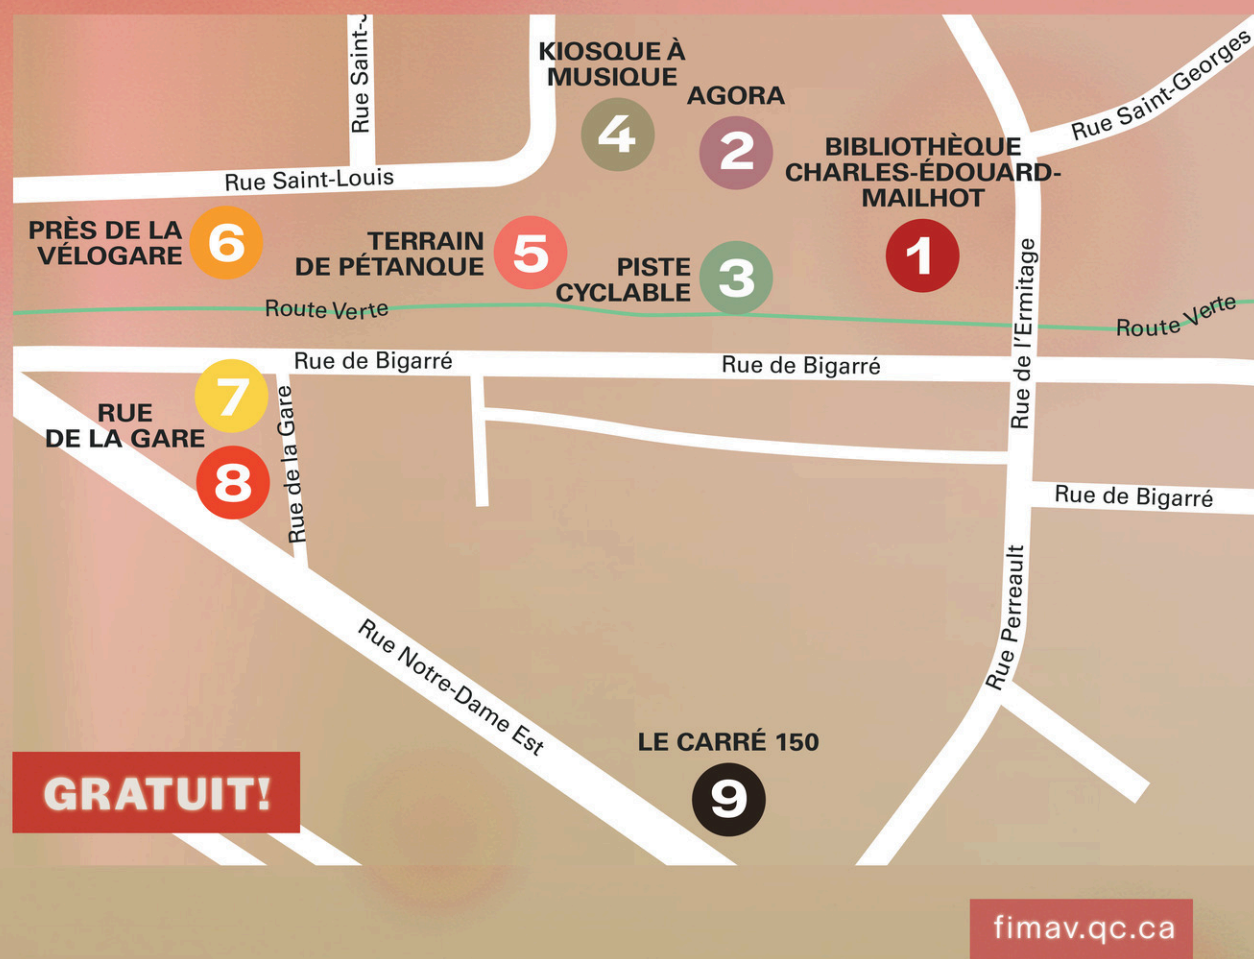 Rue Saint-J
KIOSQUE À
MUSIQUE
4
AGORA
2
Rue Saint-Georges
BIBLIOTHÈQUE
CHARLES-ÉDOUARD-
MAILHOT
1
Rue Saint-Louis
PRÈS DE LA
VÉLOGARE
6
TERRAIN
DE PÉTANQUE
5
PISTE
CYCLABLE
3
Rue de l'Ermitage
Route Verte
Route Verte
Rue de Bigarré
Rue de Bigarré
7
RUE
DE LA GARE
8
Rue de la Gare
Rue de Bigarré
Rue Perreault
Rue Notre-Dame Est
LE CARRÉ 150
9
GRATUIT!
fimav.qc.ca